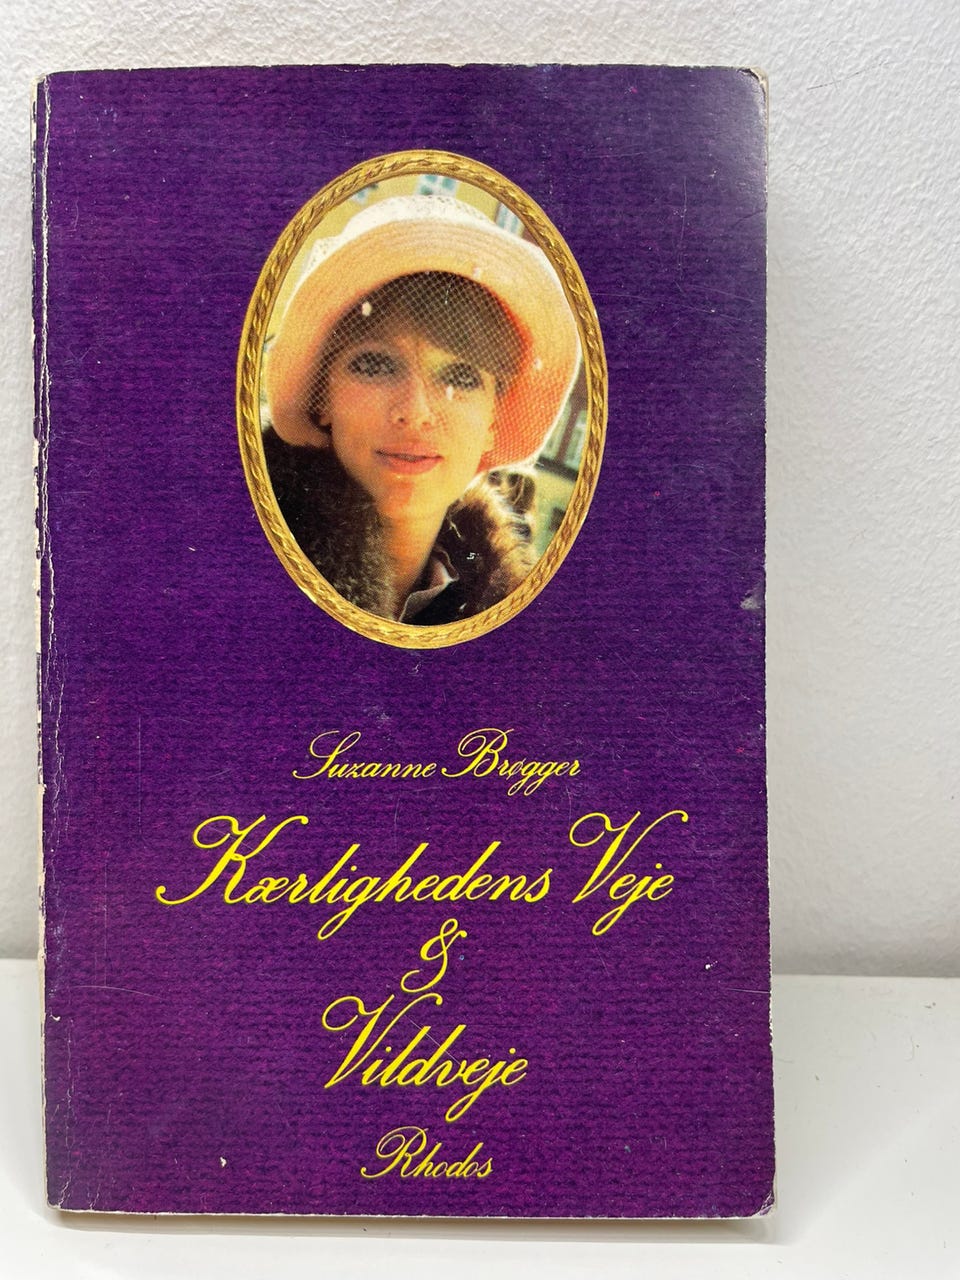 Suzanne Brøgger
Kærlighedens Veje
&
Vildveje
Rhodos